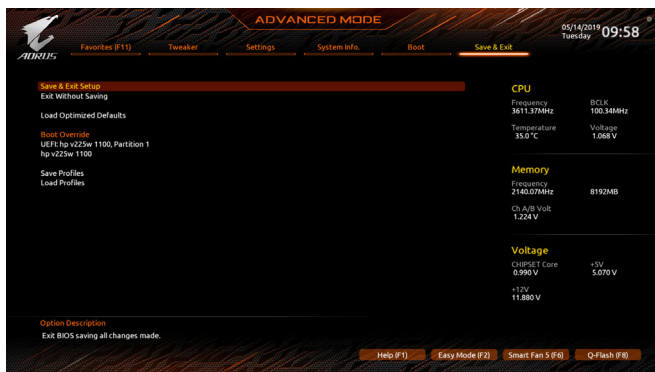 ADVANCED MODE
05/14/2019
Tuesday
09:58
AORUS
Favorites (F11) Tweaker Settings System Info. Boot Save & Exit
Save & Exit Setup
Exit Without Saving
Load Optimized Defaults
Boot Override
UEFI: hp v225w 1100, Partition 1
hp v225w 1100
Save Profiles
Load Profiles
CPU
Frequency BCLK
3611.37MHz 100.34MHz
Temperature Voltage
35.0 °C 1.068 V
Memory
Frequency
2140.07MHz 8192MB
Ch A/B Volt
1.224 V
Voltage
CHIPSET Core +5V
0.990 V 5.070 V
+12V
11.880 V
Option Description
Exit BIOS saving all changes made.
Help (F1) Easy Mode (F2) Smart Fan 5 (F6) Q-Flash (F8)